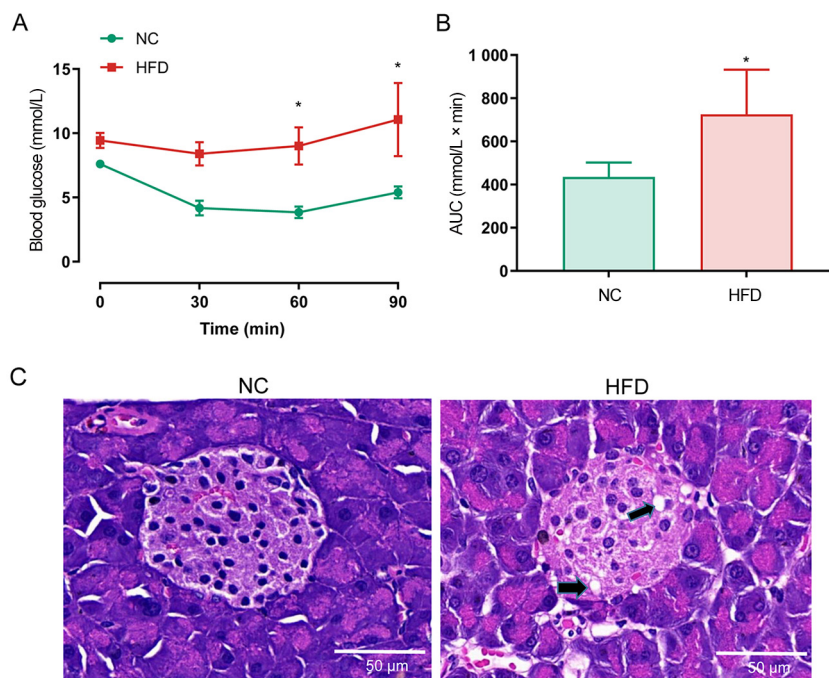 A
NC
HFD
15
10
5
0
Blood glucose (mmol/L)
*
*
0 30 60 90
Time (min)
B
1 000
800
600
400
200
0
AUC (mmol/L × min)
*
NC HFD
C
NC HFD
50 μm 50 μm